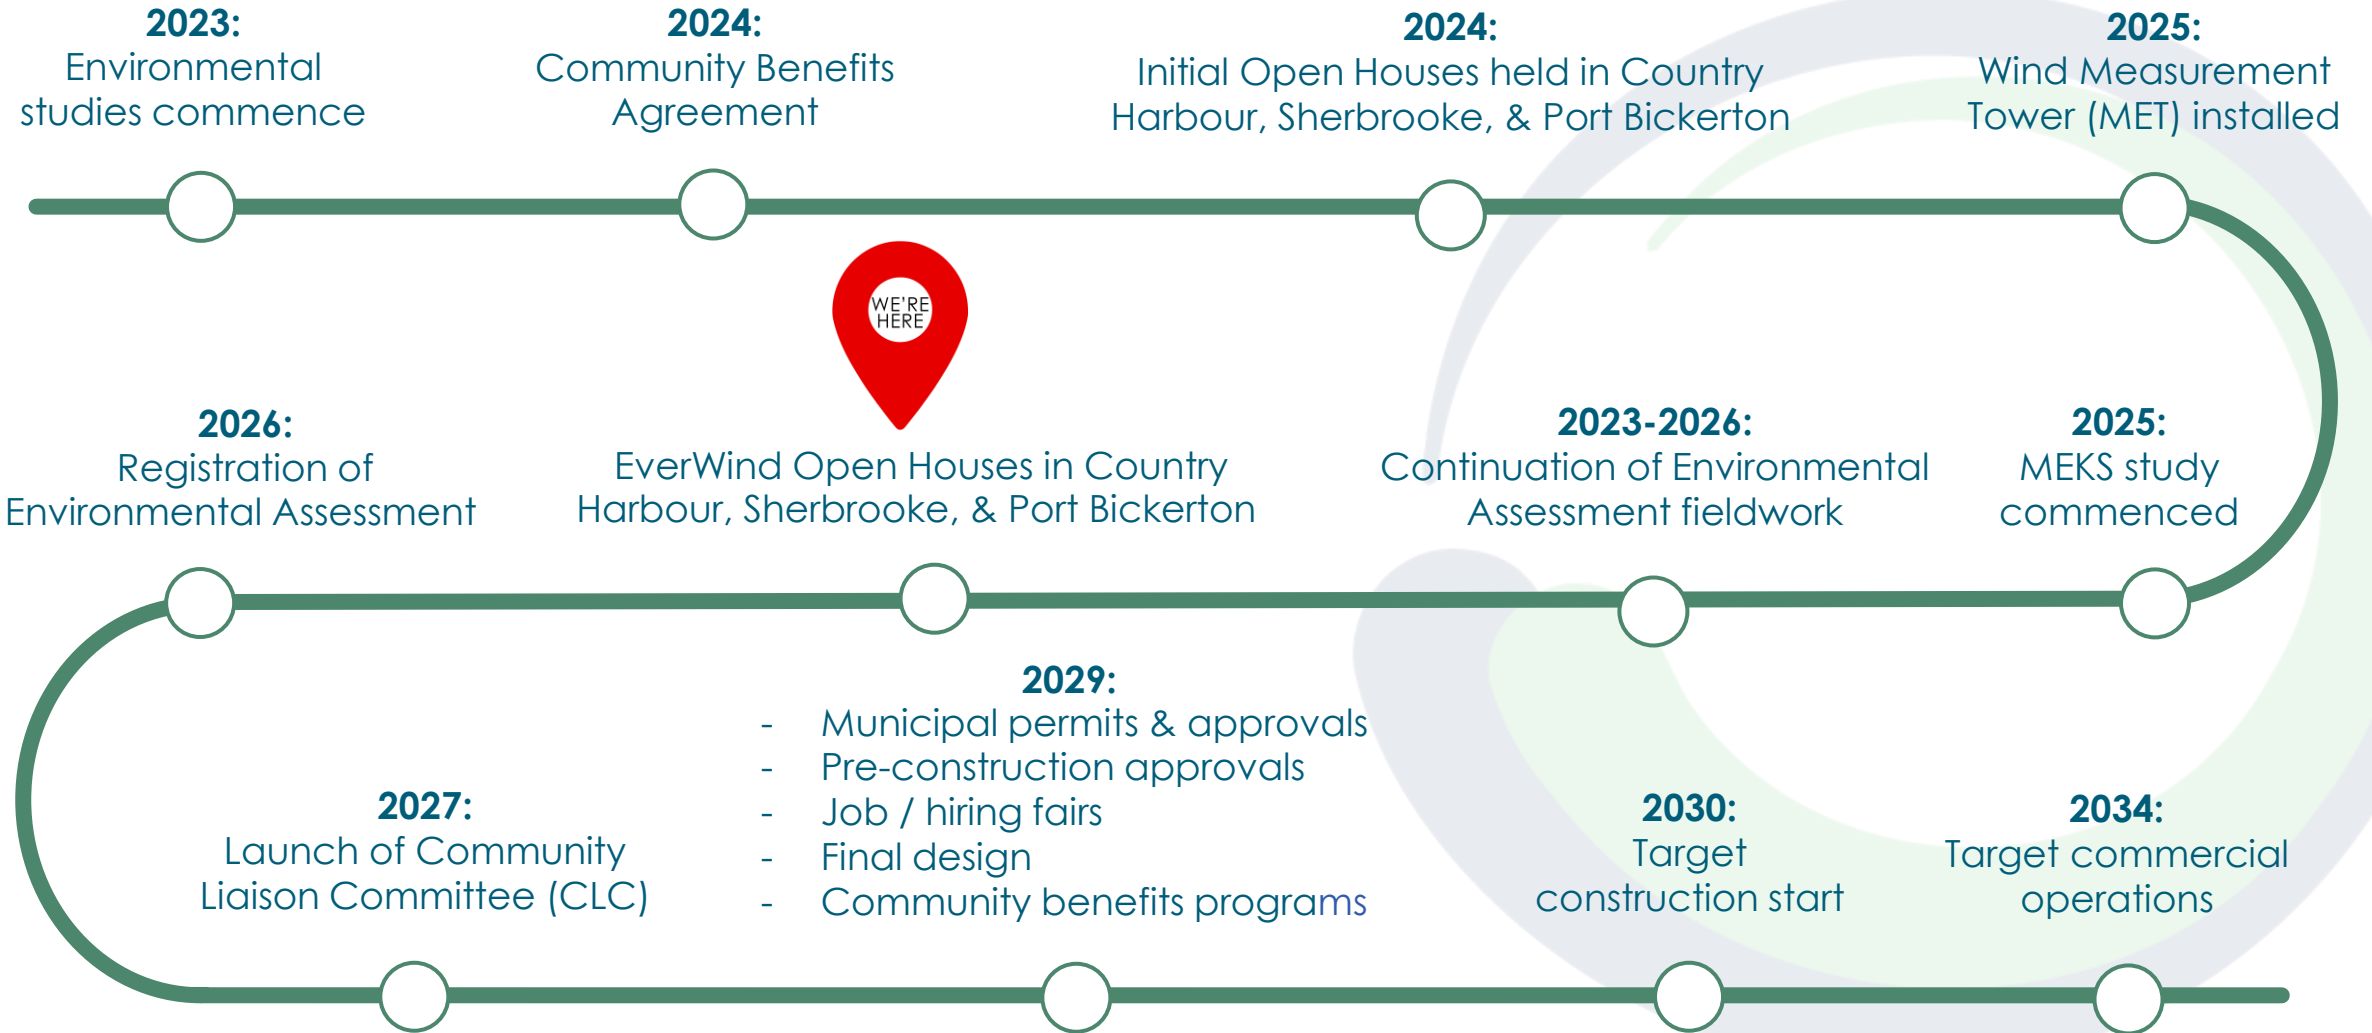 2023:
Environmental
studies commence
2024:
Community Benefits
Agreement
2024:
Initial Open Houses held in Country
Harbour, Sherbrooke, & Port Bickerton
2025:
Wind Measurement
Tower (MET) installed
2025:
MEKS study
commenced
2023-2026:
Continuation of Environmental
Assessment fieldwork
WE'RE
HERE
EverWind Open Houses in Country
Harbour, Sherbrooke, & Port Bickerton
2026:
Registration of
Environmental Assessment
2027:
Launch of Community
Liaison Committee (CLC)
2029:
- Municipal permits & approvals
- Pre-construction approvals
- Job / hiring fairs
- Final design
- Community benefits programs
2030:
Target
construction start
2034:
Target commercial
operations